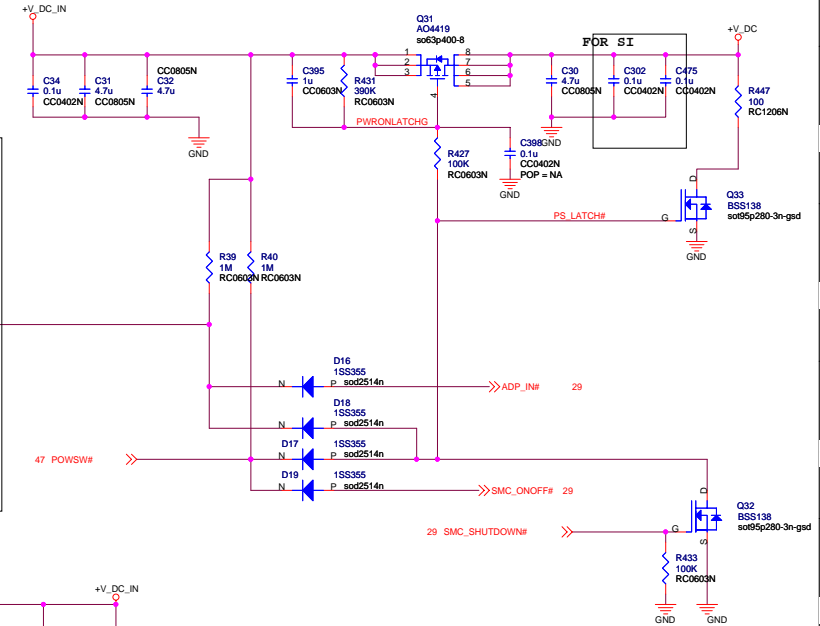 +V_DC_IN
Q31
AO4419
so63p400-8
+V_DC
FOR SI
1
2
3
8
7
6
5
4
C34
0.1u
CC0402N
C31
4.7u
CC0805N
CC0805N
C32
4.7u
C395
1u
CC0603N
R431
390K
RC0603N
C30
4.7u
CC0805N
C302
0.1u
CC0402N
C475
0.1u
CC0402N
R447
100
RC1206N
PWRONLATCHG
GND
GND
R427
100K
RC0603N
C398
0.1u
CC0402N
POP = NA
GND
PS_LATCH#
D
G
S
Q33
BSS138
sot95p280-3n-gsd
GND
R39
1M
RC0603N
R40
1M
RC0603N
D16
1SS355
N
P
sod2514n
ADP_IN#
29
D18
1SS355
N
P
sod2514n
47
POWSW#
D17
1SS355
N
P
sod2514n
D19
1SS355
N
P
sod2514n
SMC_ONOFF#
29
29
SMC_SHUTDOWN#
D
G
S
Q32
BSS138
sot95p280-3n-gsd
R433
100K
RC0603N
GND
GND
+V_DC_IN